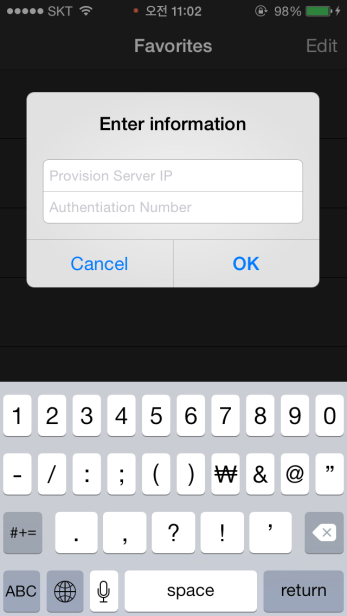 SKT 오전 11:02 98%
Favorites Edit
Enter information
Provision Server IP
Authentiation Number
Cancel OK
1 2 3 4 5 6 7 8 9 0
- / : ; ( ) ₩ & @ ”
#+= . , ? ! ’
ABC space return